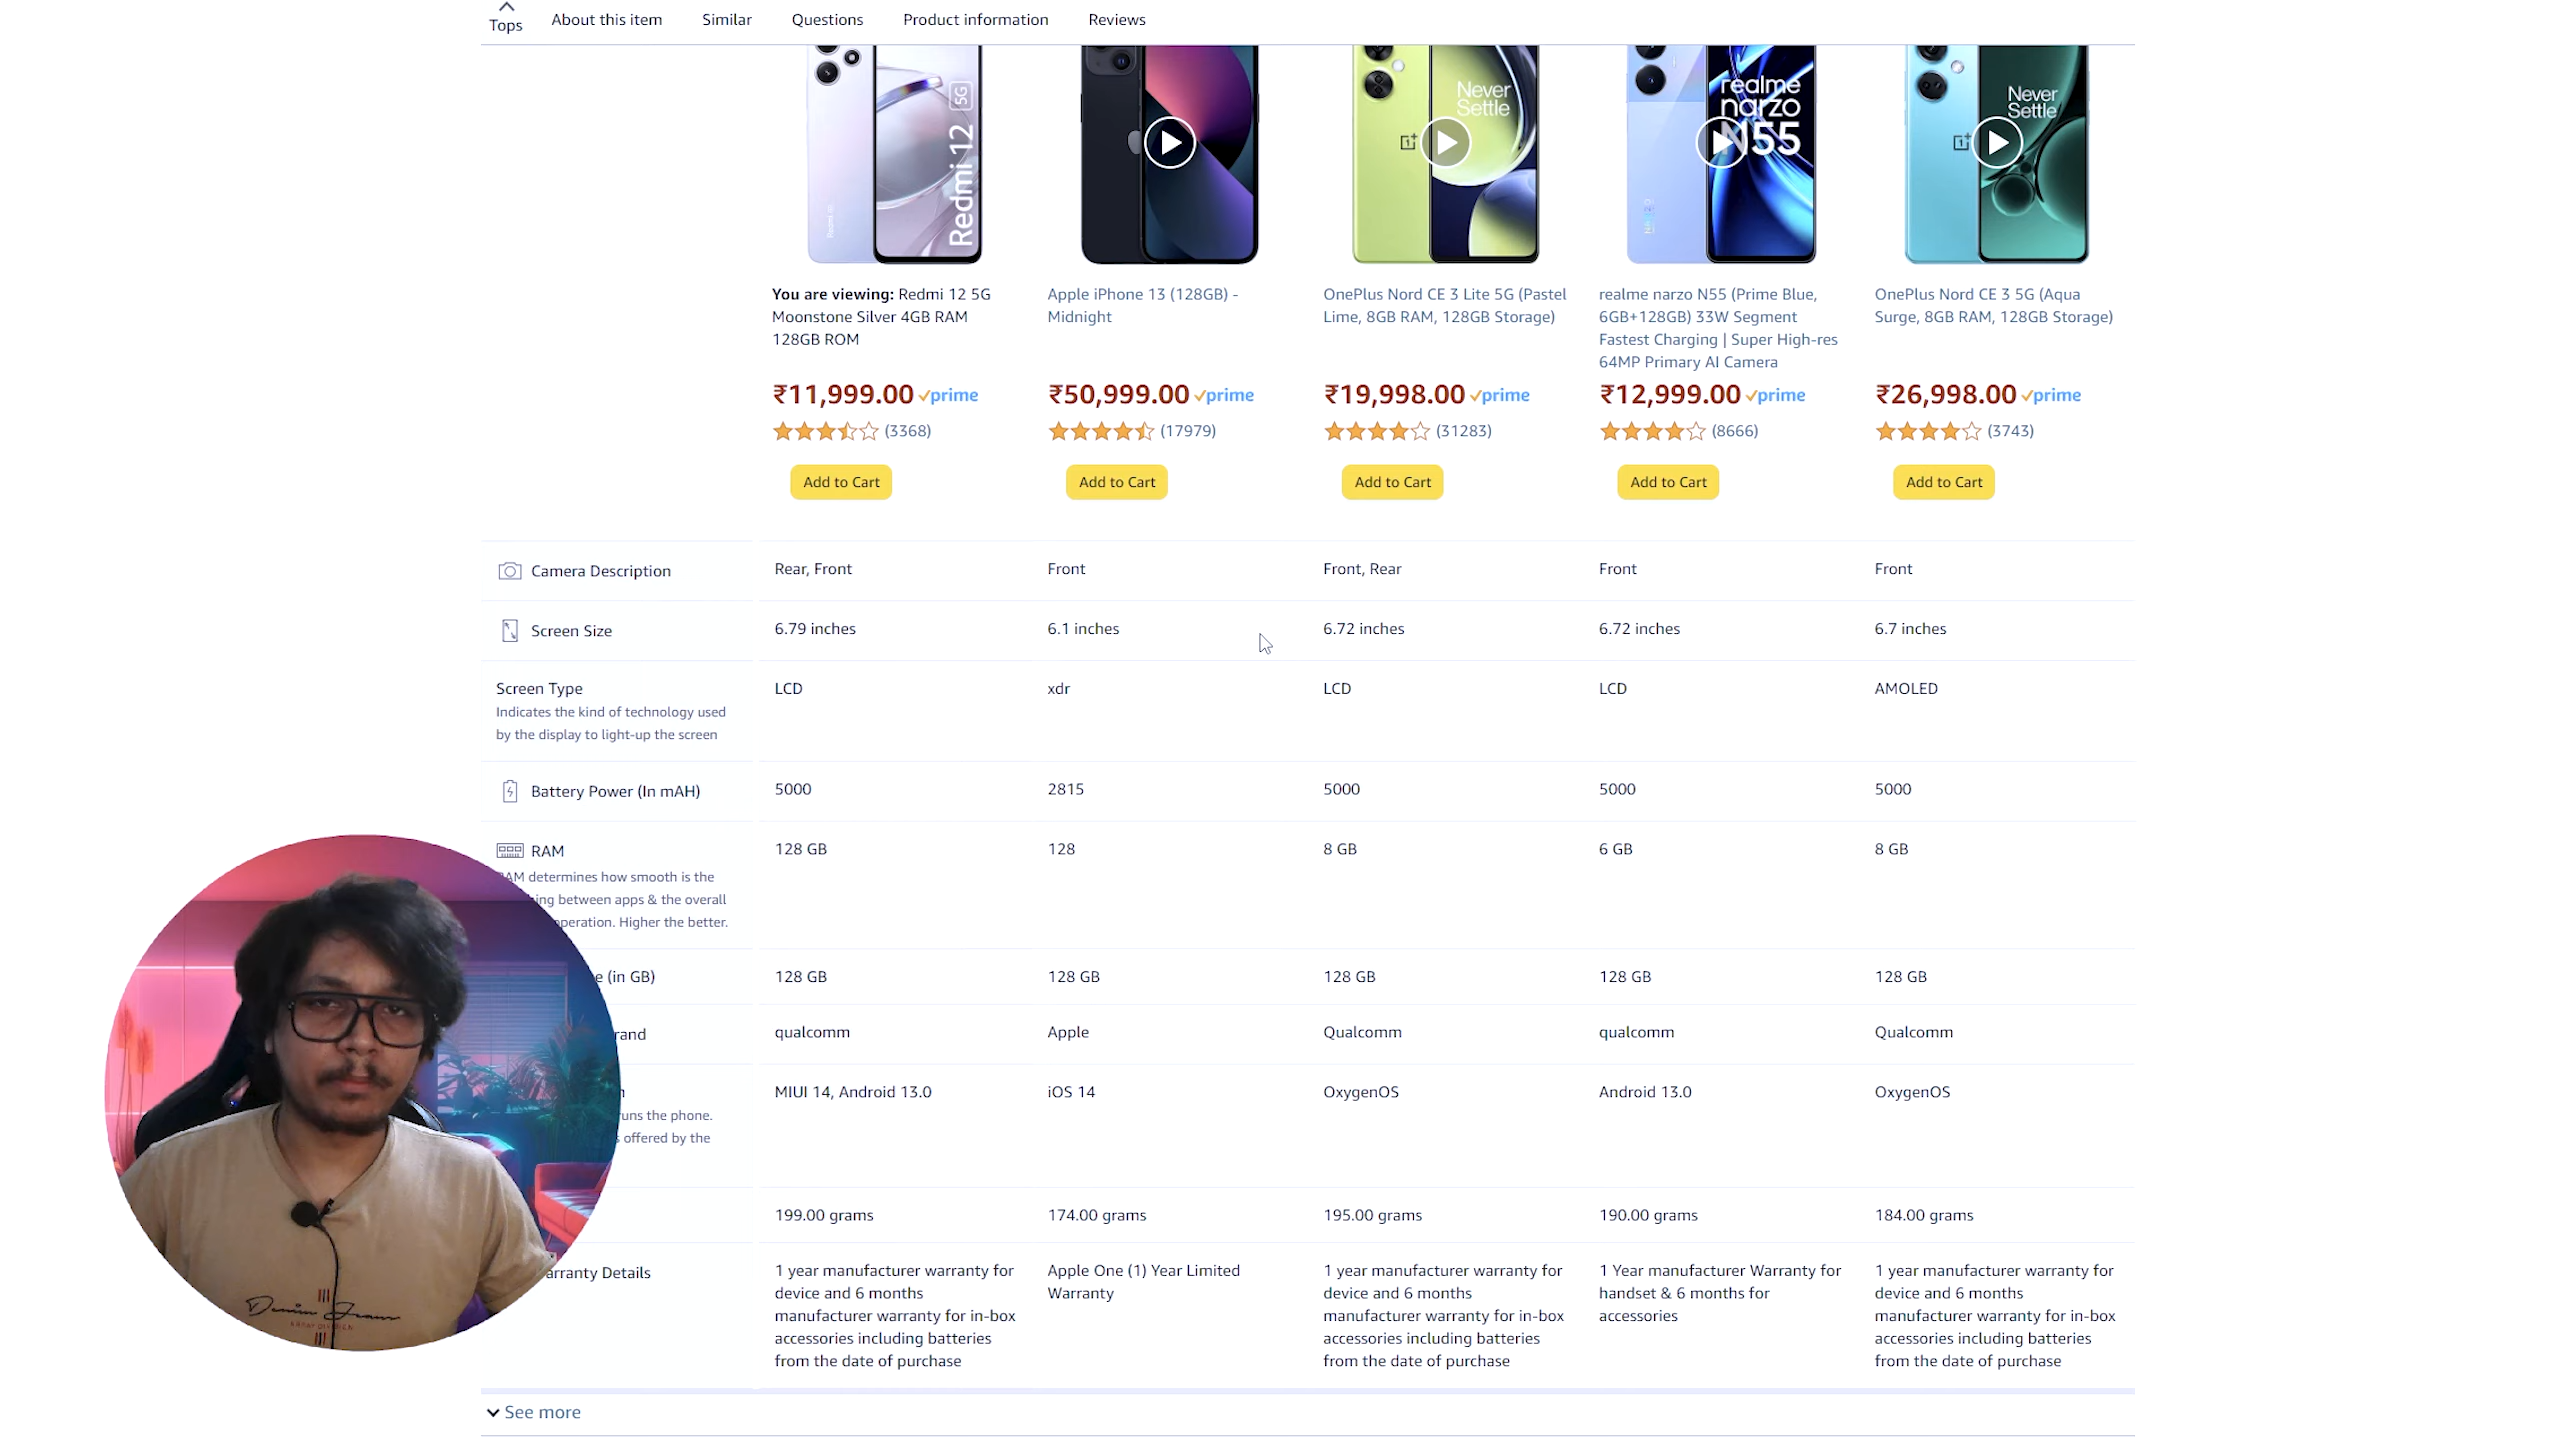 Tops
About this item
Similar
Questions
Product information
Reviews
Redmi 12 5G
Never
Settle
realme
narzo
N55
Never
Settle
You are viewing: Redmi 12 5G
Moonstone Silver 4GB RAM
128GB ROM
Apple iPhone 13 (128GB) -
Midnight
OnePlus Nord CE 3 Lite 5G (Pastel
Lime, 8GB RAM, 128GB Storage)
realme narzo N55 (Prime Blue,
6GB+128GB) 33W Segment
Fastest Charging | Super High-res
64MP Primary AI Camera
OnePlus Nord CE 3 5G (Aqua
Surge, 8GB RAM, 128GB Storage)
₹11,999.00 prime
₹50,999.00 prime
₹19,998.00 prime
₹12,999.00 prime
₹26,998.00 prime
(3368)
(17979)
(31283)
(8666)
(3743)
Add to Cart
Add to Cart
Add to Cart
Add to Cart
Add to Cart
Camera Description
Rear, Front
Front
Front, Rear
Front
Front
Screen Size
6.79 inches
6.1 inches
6.72 inches
6.72 inches
6.7 inches
Screen Type
Indicates the kind of technology used
by the display to light-up the screen
LCD
xdr
LCD
LCD
AMOLED
Battery Power (In mAH)
5000
2815
5000
5000
5000
RAM
AM determines how smooth is the
ing between apps & the overall
peration. Higher the better.
128 GB
128
8 GB
6 GB
8 GB
e (in GB)
128 GB
128 GB
128 GB
128 GB
128 GB
rand
qualcomm
Apple
Qualcomm
qualcomm
Qualcomm
runs the phone.
offered by the
MIUI 14, Android 13.0
iOS 14
OxygenOS
Android 13.0
OxygenOS
199.00 grams
174.00 grams
195.00 grams
190.00 grams
184.00 grams
arranty Details
1 year manufacturer warranty for
device and 6 months
manufacturer warranty for in-box
accessories including batteries
from the date of purchase
Apple One (1) Year Limited
Warranty
1 year manufacturer warranty for
device and 6 months
manufacturer warranty for in-box
accessories including batteries
from the date of purchase
1 Year manufacturer Warranty for
handset & 6 months for
accessories
1 year manufacturer warranty for
device and 6 months
manufacturer warranty for in-box
accessories including batteries
from the date of purchase
See more